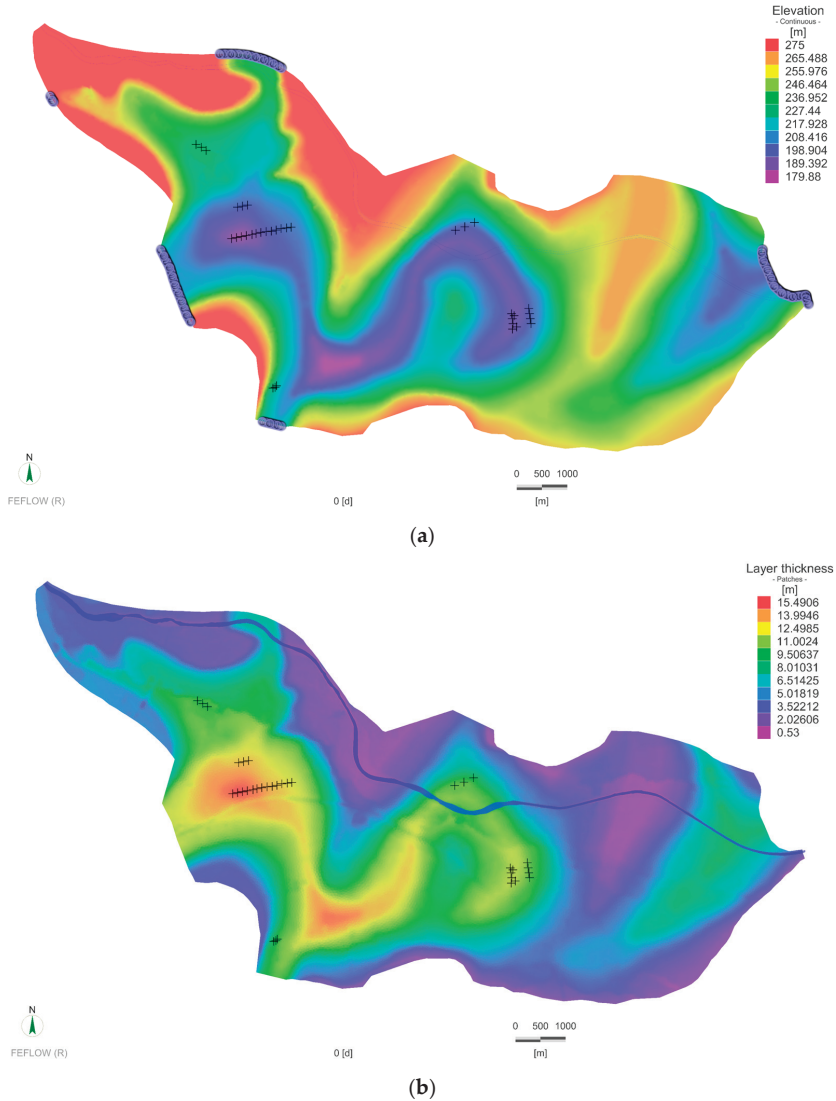 Elevation
- Continuous -
[m]
275
265.488
255.976
246.464
236.952
227.44
217.928
208.416
198.904
189.392
179.88
N
FEFLOW (R)
0 [d]
0 500 1000
[m]
(a)
Layer thickness
- Patches -
[m]
15.4906
13.9946
12.4985
11.0024
9.50637
8.01031
6.51425
5.01819
3.52212
2.02606
0.53
N
FEFLOW (R)
0 [d]
0 500 1000
[m]
(b)